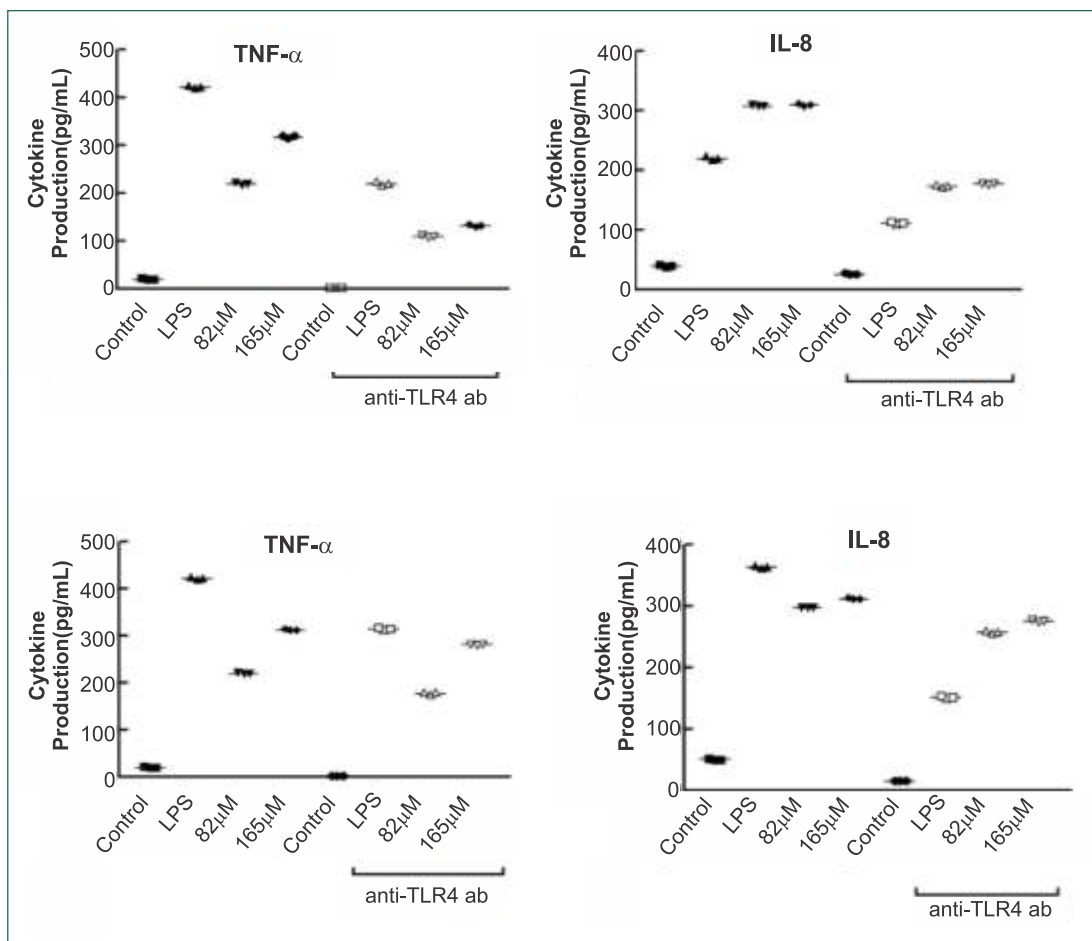 TNF-α
Cytokine
Production(pg/mL)
500
400
300
200
100
0
Control
LPS
82µM
165µM
Control
LPS
82µM
165µM
anti-TLR4 ab
IL-8
Cytokine
Production(pg/mL)
400
300
200
100
0
Control
LPS
82µM
165µM
Control
LPS
82µM
165µM
anti-TLR4 ab
TNF-α
Cytokine
Production(pg/mL)
500
400
300
200
100
0
Control
LPS
82µM
165µM
Control
LPS
82µM
165µM
anti-TLR4 ab
IL-8
Cytokine
Production(pg/mL)
400
300
200
100
0
Control
LPS
82µM
165µM
Control
LPS
82µM
165µM
anti-TLR4 ab